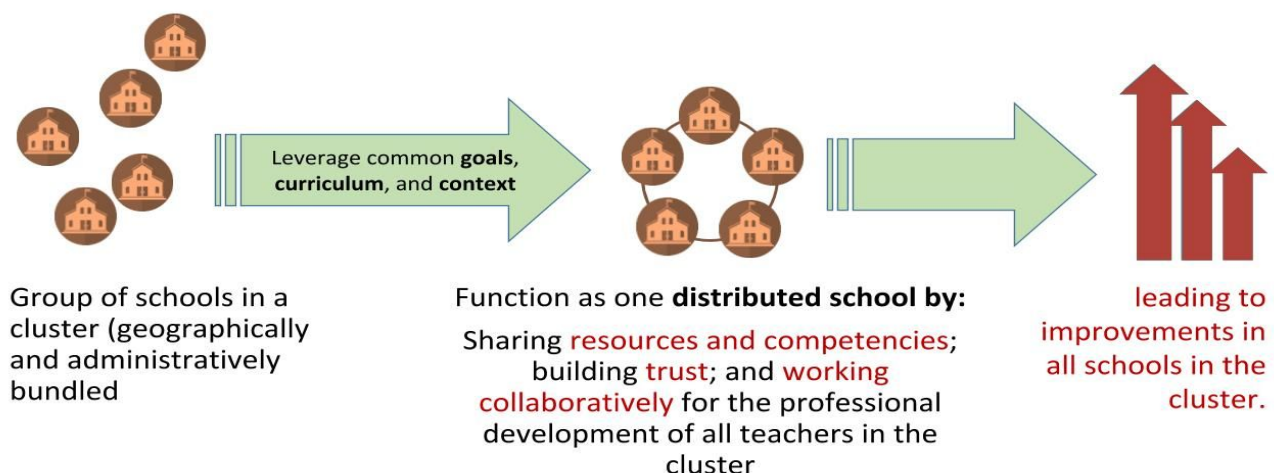 Leverage common goals,
curriculum, and context
Group of schools in a
cluster (geographically
and administratively
bundled
Function as one distributed school by:
Sharing resources and competencies;
building trust; and working
collaboratively for the professional
development of all teachers in the
cluster
leading to
improvements in
all schools in the
cluster.